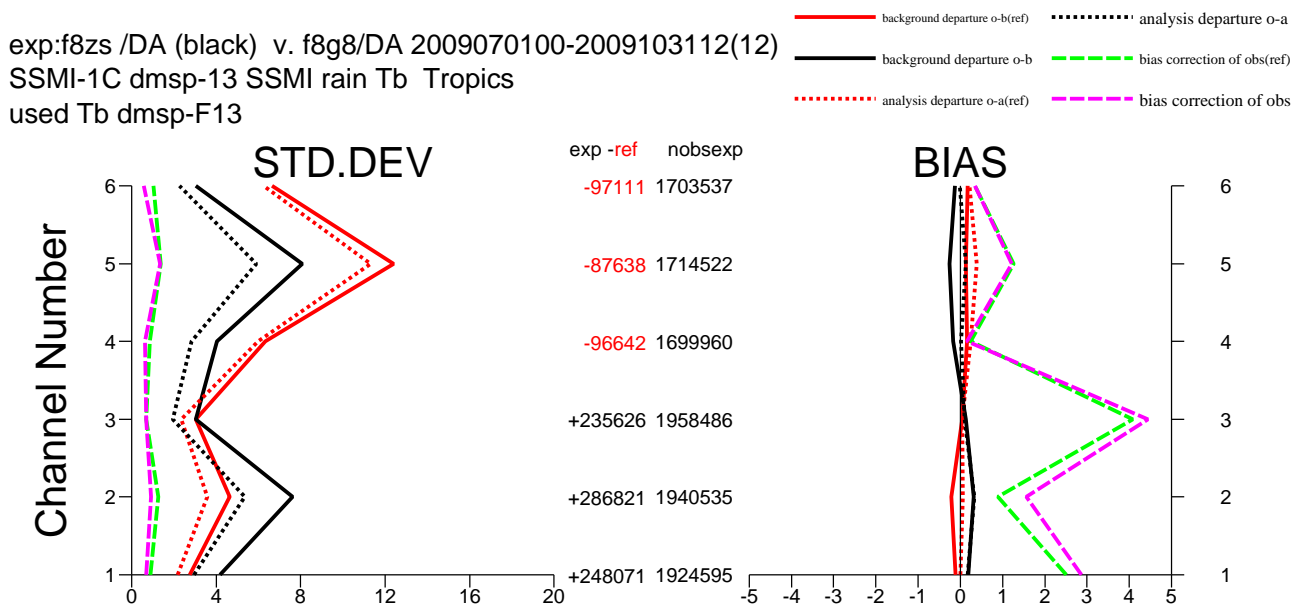 background departure o-b(ref)
analysis departure o-a
exp:f8zs /DA (black) v. f8g8/DA 2009070100-2009103112(12)
background departure o-b
bias correction of obs(ref)
SSMI-1C dmsp-13 SSMI rain Tb Tropics
analysis departure o-a(ref)
bias correction of obs
used Tb dmsp-F13
STD.DEV
exp -ref nobsexp
BIAS
6
-97111 1703537
6
5
-87638 1714522
5
4
-96642 1699960
4
3
+235626 1958486
3
2
+286821 1940535
2
1
+248071 1924595
1
Channel Number
0 4 8 12 16 20
-5 -4 -3 -2 -1 0 1 2 3 4 5